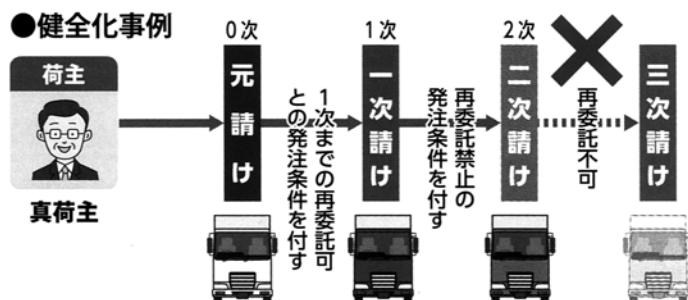 ●健全化事例
荷主
真荷主
0次
元請け
1次までの再委託可
との発注条件を付す
1次
一次請け
再委託禁止の
発注条件を付す
2次
二次請け
再委託不可
三次請け